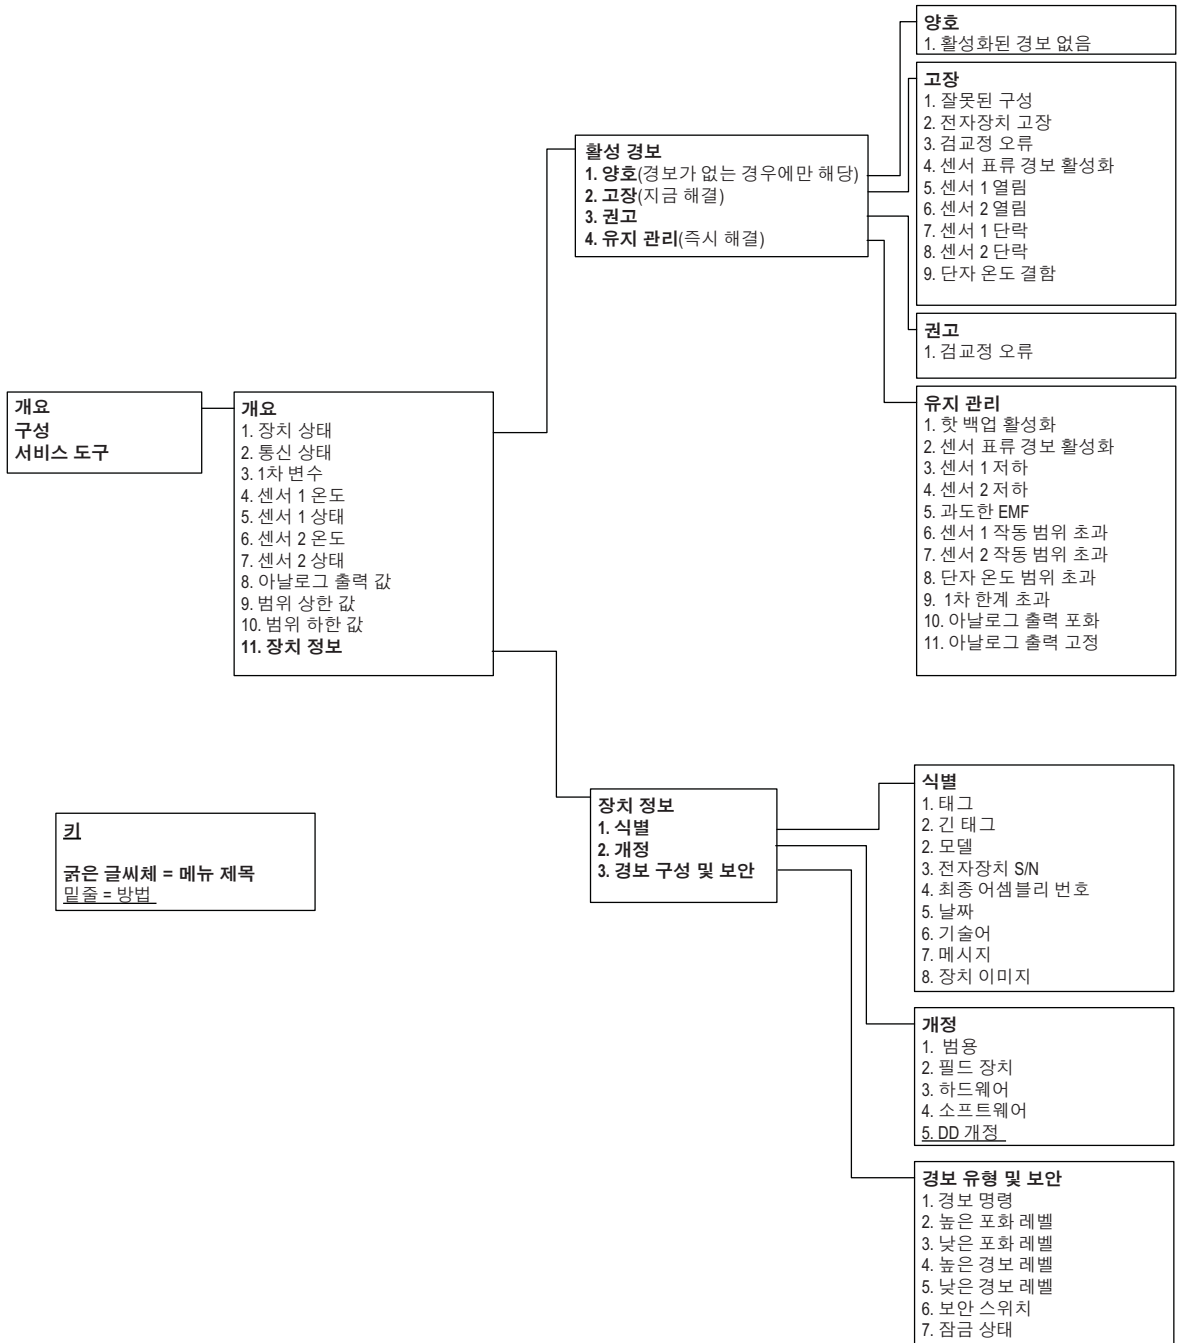 양호
1. 활성화된 경보 없음
고장
1. 잘못된 구성
2. 전자장치 고장
3. 검교정 오류
4. 센서 표류 경보 활성화
5. 센서 1 열림
6. 센서 2 열림
7. 센서 1 단락
8. 센서 2 단락
9. 단자 온도 결함
활성 경보
1. 양호(경보가 없는 경우에만 해당)
2. 고장(지금 해결)
3. 권고
4. 유지 관리(즉시 해결)
권고
1. 검교정 오류
개요
구성
서비스 도구
개요
1. 장치 상태
2. 통신 상태
3. 1차 변수
4. 센서 1 온도
5. 센서 1 상태
6. 센서 2 온도
7. 센서 2 상태
8. 아날로그 출력 값
9. 범위 상한 값
10. 범위 하한 값
11. 장치 정보
유지 관리
1. 핫 백업 활성화
2. 센서 표류 경보 활성화
3. 센서 1 저하
4. 센서 2 저하
5. 과도한 EMF
6. 센서 1 작동 범위 초과
7. 센서 2 작동 범위 초과
8. 단자 온도 범위 초과
9. 1차 한계 초과
10. 아날로그 출력 포화
11. 아날로그 출력 고정
키
굵은 글씨체 = 메뉴 제목
밑줄 = 방법
장치 정보
1. 식별
2. 개정
3. 경보 구성 및 보안
식별
1. 태그
2. 긴 태그
2. 모델
3. 전자장치 S/N
4. 최종 어셈블리 번호
5. 날짜
6. 기술어
7. 메시지
8. 장치 이미지
개정
1. 범용
2. 필드 장치
3. 하드웨어
4. 소프트웨어
5. DD 개정
경보 유형 및 보안
1. 경보 명령
2. 높은 포화 레벨
3. 낮은 포화 레벨
4. 높은 경보 레벨
5. 낮은 경보 레벨
6. 보안 스위치
7. 잠금 상태